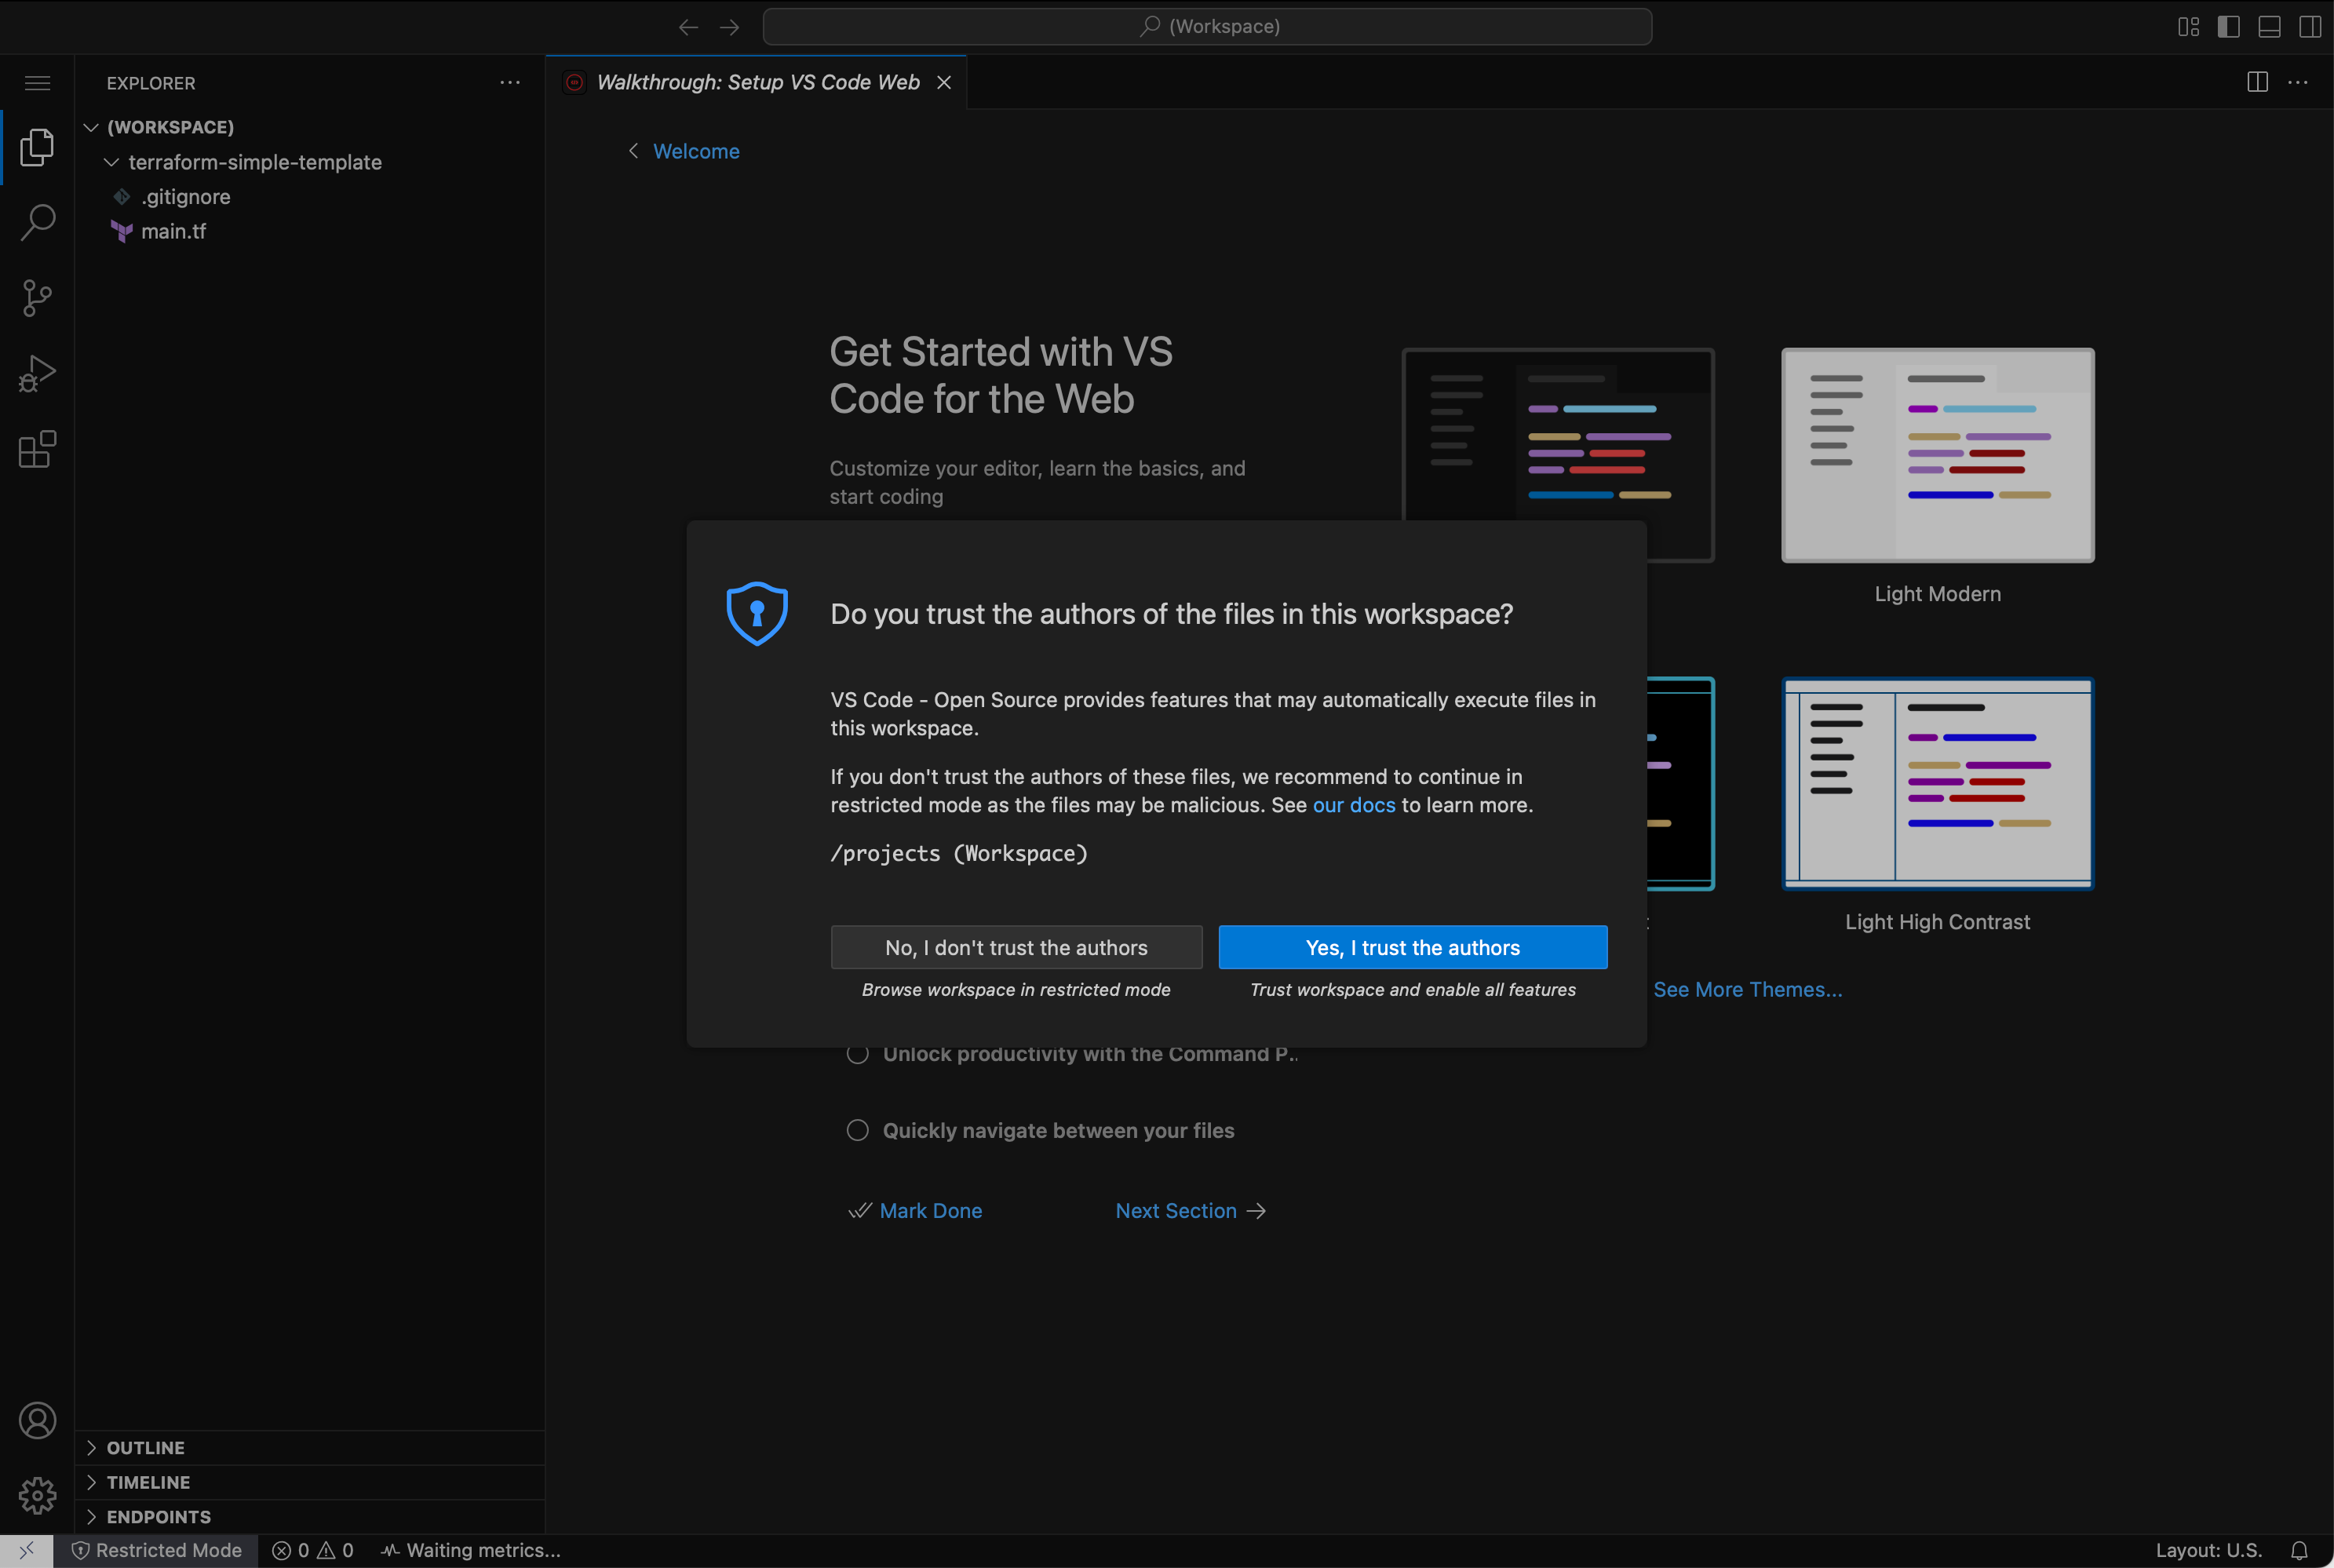 (Workspace)
EXPLORER
Walkthrough: Setup VS Code Web
(WORKSPACE)
terraform-simple-template
.gitignore
main.tf
Welcome
Get Started with VS
Code for the Web
Customize your editor, learn the basics, and
start coding
Light Modern
Do you trust the authors of the files in this workspace?
VS Code - Open Source provides features that may automatically execute files in
this workspace.
If you don't trust the authors of these files, we recommend to continue in
restricted mode as the files may be malicious. See our docs to learn more.
/projects (Workspace)
No, I don't trust the authors
Yes, I trust the authors
Browse workspace in restricted mode
Trust workspace and enable all features
Light High Contrast
See More Themes...
Unlock productivity with the Command P..
Quickly navigate between your files
Mark Done
Next Section
OUTLINE
TIMELINE
ENDPOINTS
Restricted Mode
0
0
Waiting metrics...
Layout: U.S.